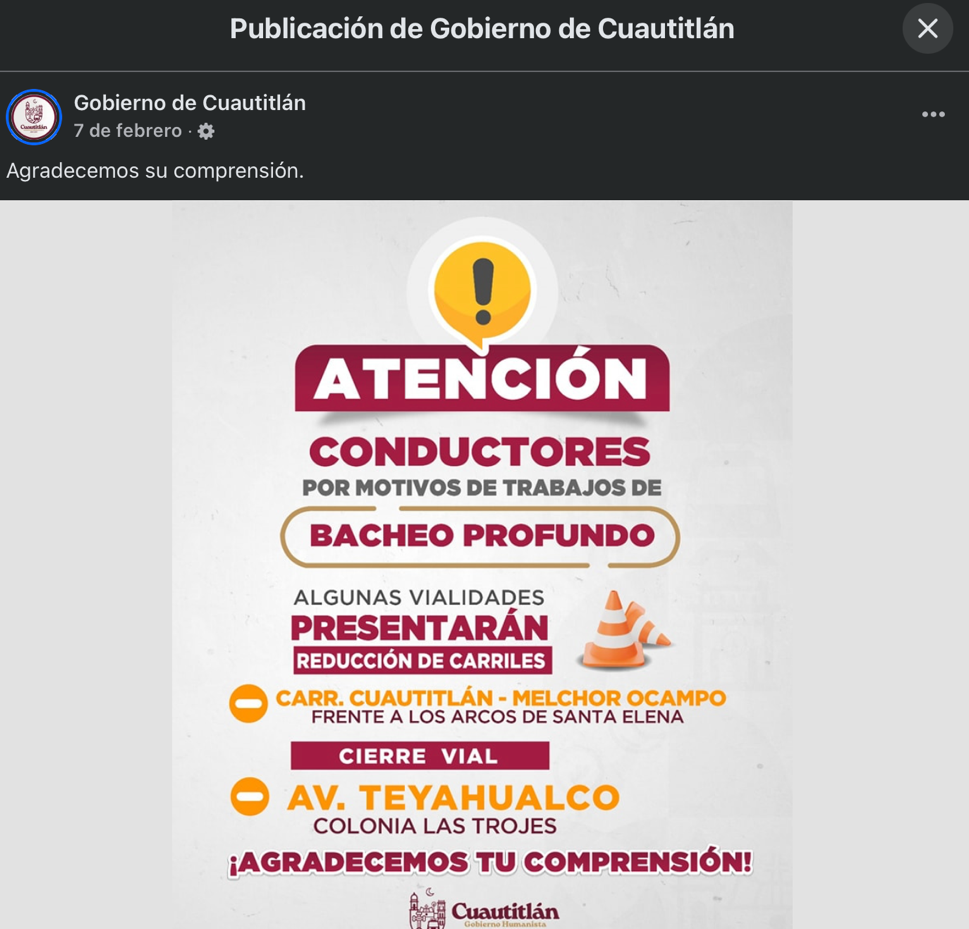 Publicación de Gobierno de Cuautitlán
Gobierno de Cuautitlán
7 de febrero ·
Agradecemos su comprensión.
ATENCIÓN
CONDUCTORES
POR MOTIVOS DE TRABAJOS DE
BACHEO PROFUNDO
ALGUNAS VIALIDADES
PRESENTARÁN
REDUCCIÓN DE CARRILES
CARR. CUAUTITLÁN - MELCHOR OCAMPO
FRENTE A LOS ARCOS DE SANTA ELENA
CIERRE VIAL
AV. TEYAHUALCO
COLONIA LAS TROJES
¡AGRADECEMOS TU COMPRENSIÓN!
Cuautitlán
Gobierno Humanista